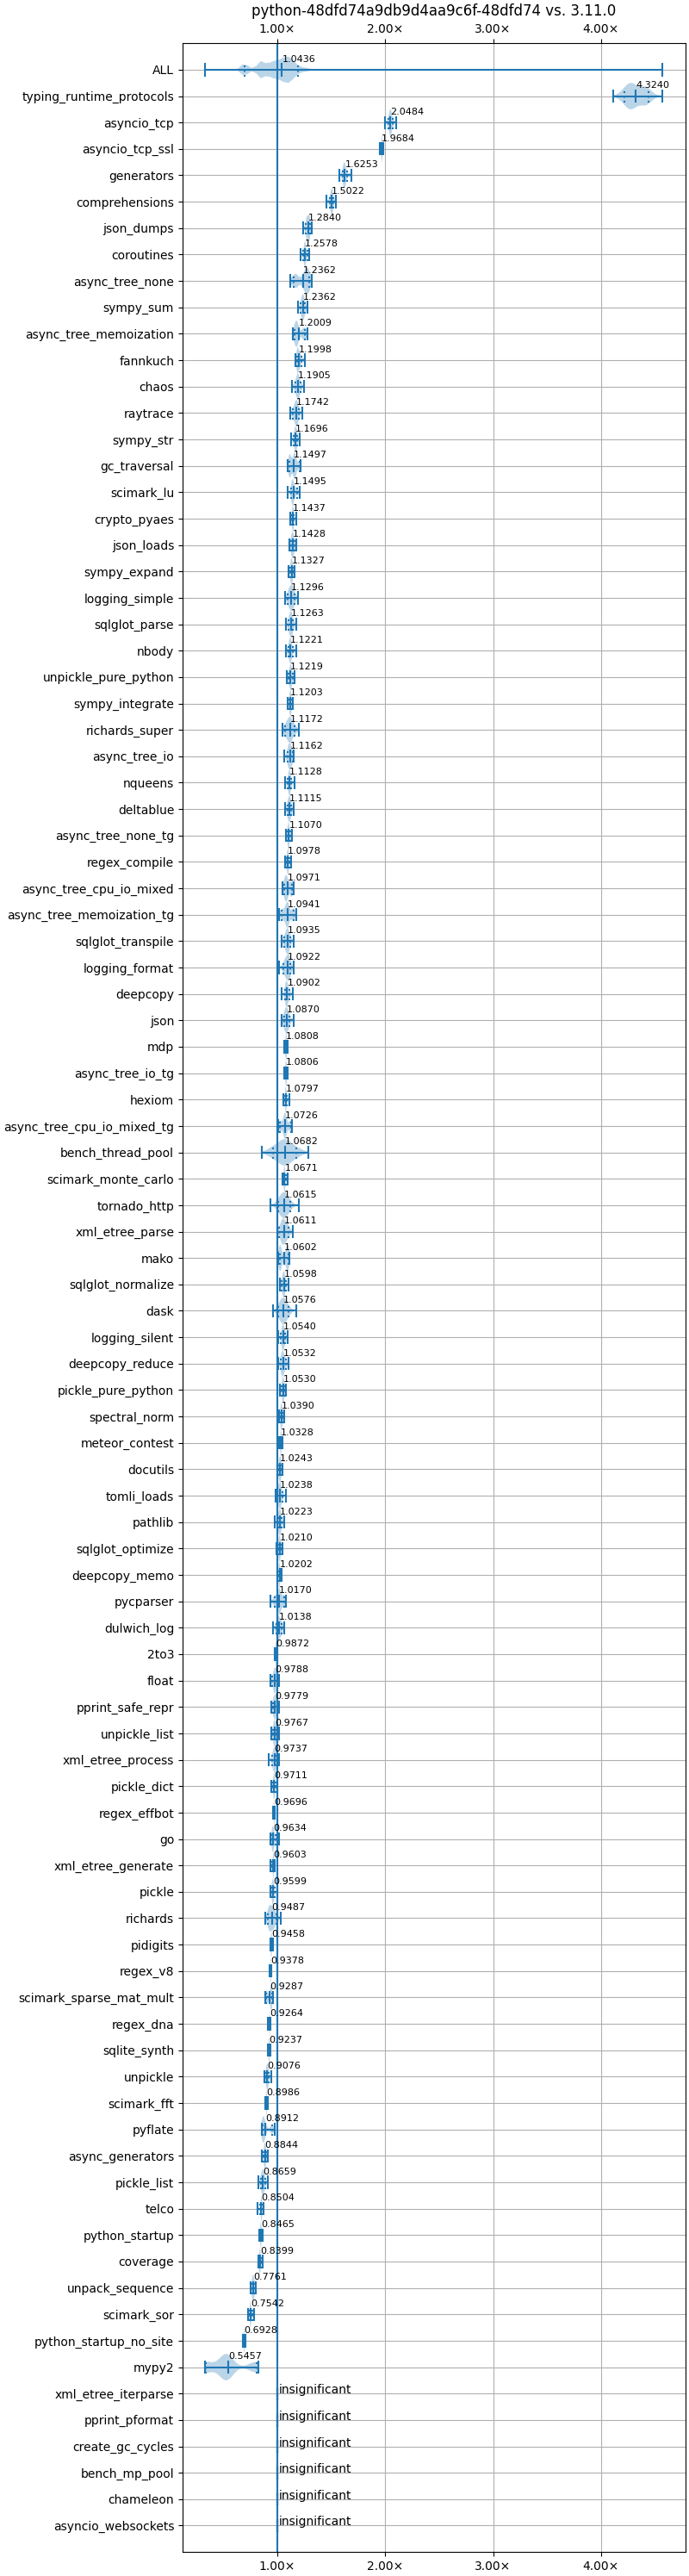 python-48dfd74a9db9d4aa9c6f-48dfd74 vs. 3.11.0
1.00× 2.00× 3.00× 4.00×
ALL 1.0436
typing_runtime_protocols 4.3240
asyncio_tcp 2.0484
asyncio_tcp_ssl 1.9684
generators 1.6253
comprehensions 1.5022
json_dumps 1.2840
coroutines 1.2578
async_tree_none 1.2362
sympy_sum 1.2362
async_tree_memoization 1.2009
fannkuch 1.1998
chaos 1.1905
raytrace 1.1742
sympy_str 1.1696
gc_traversal 1.1497
scimark_lu 1.1495
crypto_pyaes 1.1437
json_loads 1.1428
sympy_expand 1.1327
logging_simple 1.1296
sqlglot_parse 1.1263
nbody 1.1221
unpickle_pure_python 1.1219
sympy_integrate 1.1203
richards_super 1.1172
async_tree_io 1.1162
nqueens 1.1128
deltablue 1.1115
async_tree_none_tg 1.1070
regex_compile 1.0978
async_tree_cpu_io_mixed 1.0971
async_tree_memoization_tg 1.0941
sqlglot_transpile 1.0935
logging_format 1.0922
deepcopy 1.0902
json 1.0870
mdp 1.0808
async_tree_io_tg 1.0806
hexiom 1.0797
async_tree_cpu_io_mixed_tg 1.0726
bench_thread_pool 1.0682
scimark_monte_carlo 1.0671
tornado_http 1.0615
xml_etree_parse 1.0611
mako 1.0602
sqlglot_normalize 1.0598
dask 1.0576
logging_silent 1.0540
deepcopy_reduce 1.0532
pickle_pure_python 1.0530
spectral_norm 1.0390
meteor_contest 1.0328
docutils 1.0243
tomli_loads 1.0238
pathlib 1.0223
sqlglot_optimize 1.0210
deepcopy_memo 1.0202
pycparser 1.0170
dulwich_log 1.0138
2to3 0.9872
float 0.9788
pprint_safe_repr 0.9779
unpickle_list 0.9767
xml_etree_process 0.9737
pickle_dict 0.9711
regex_effbot 0.9696
go 0.9634
xml_etree_generate 0.9603
pickle 0.9599
richards 0.9487
pidigits 0.9458
regex_v8 0.9378
scimark_sparse_mat_mult 0.9287
regex_dna 0.9264
sqlite_synth 0.9237
unpickle 0.9076
scimark_fft 0.8986
pyflate 0.8912
async_generators 0.8844
pickle_list 0.8659
telco 0.8504
python_startup 0.8465
coverage 0.8399
unpack_sequence 0.7761
scimark_sor 0.7542
python_startup_no_site 0.6928
mypy2 0.5457
xml_etree_iterparse insignificant
pprint_pformat insignificant
create_gc_cycles insignificant
bench_mp_pool insignificant
chameleon insignificant
asyncio_websockets insignificant
1.00× 2.00× 3.00× 4.00×